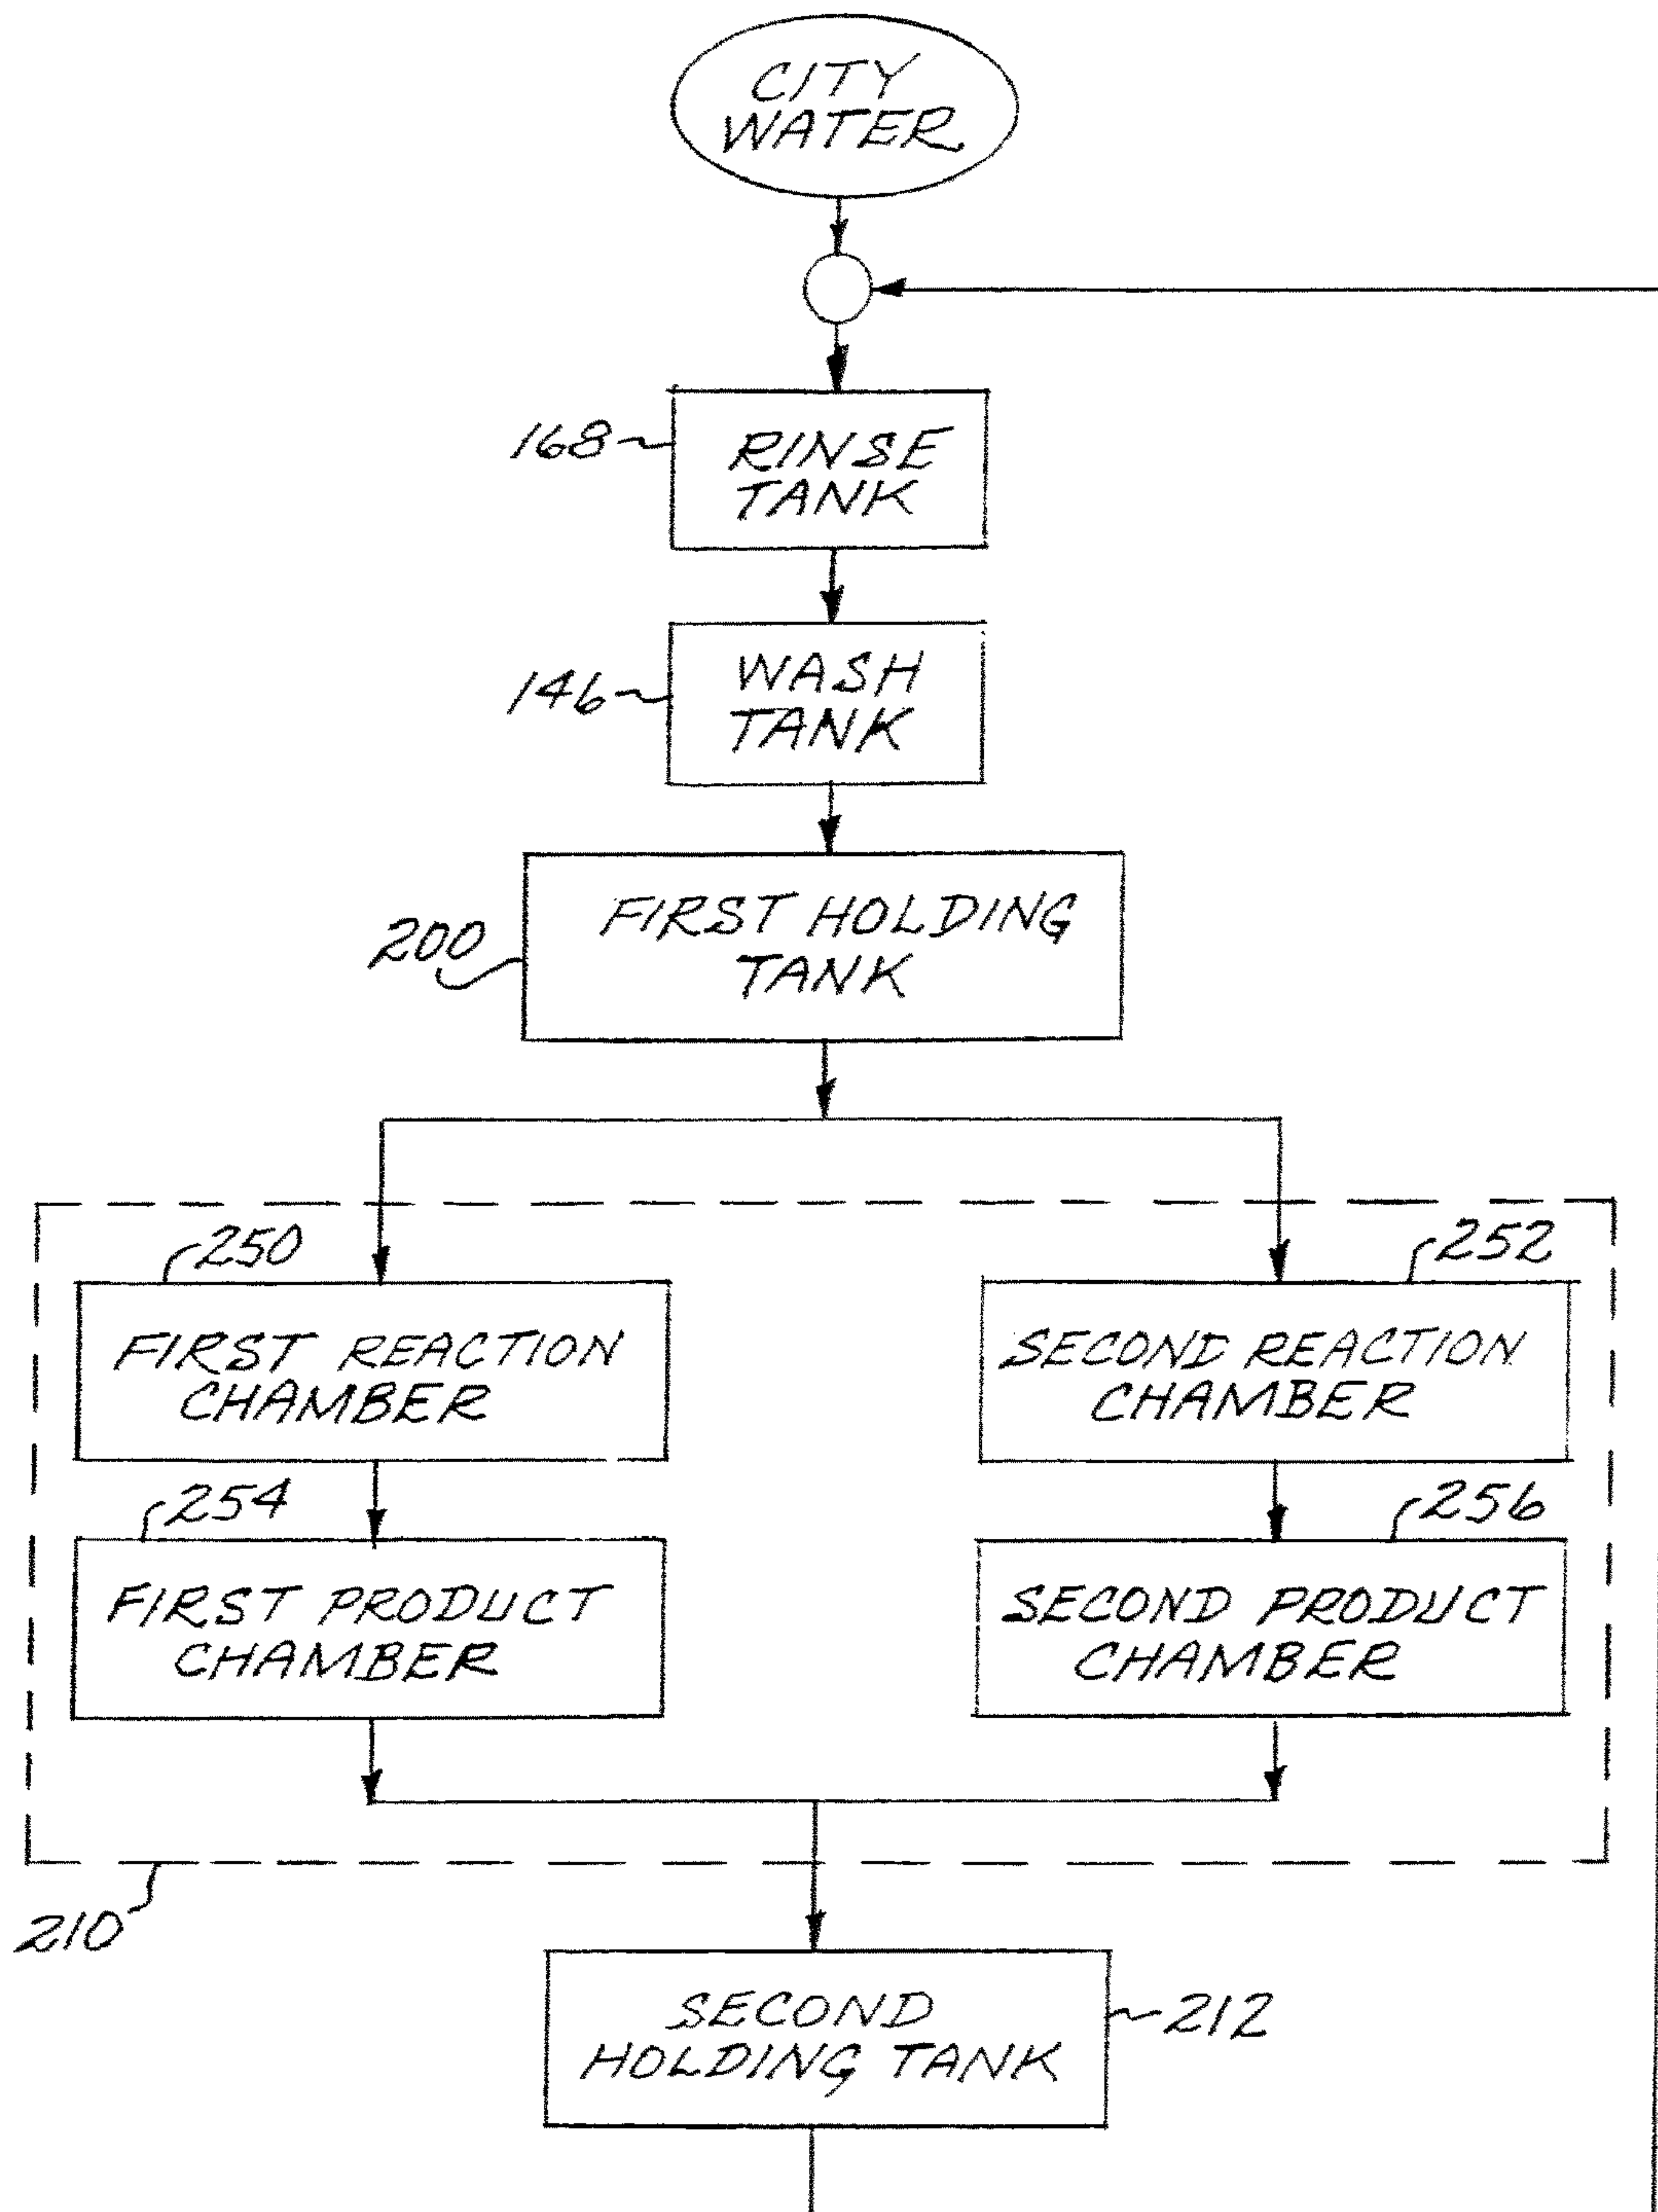 CITY
WATER
168
RINSE
TANK
146
WASH
TANK
200
FIRST HOLDING
TANK
250
252
FIRST REACTION
CHAMBER
SECOND REACTION
CHAMBER
254
256
FIRST PRODUCT
CHAMBER
SECOND PRODUCT
CHAMBER
210
SECOND
HOLDING TANK
212